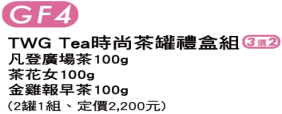 GF4
TWG Tea時尚茶罐禮盒組 3選2
凡登廣場茶100g
茶花女100g
金雞報早茶100g
(2罐1組、定價2,200元)